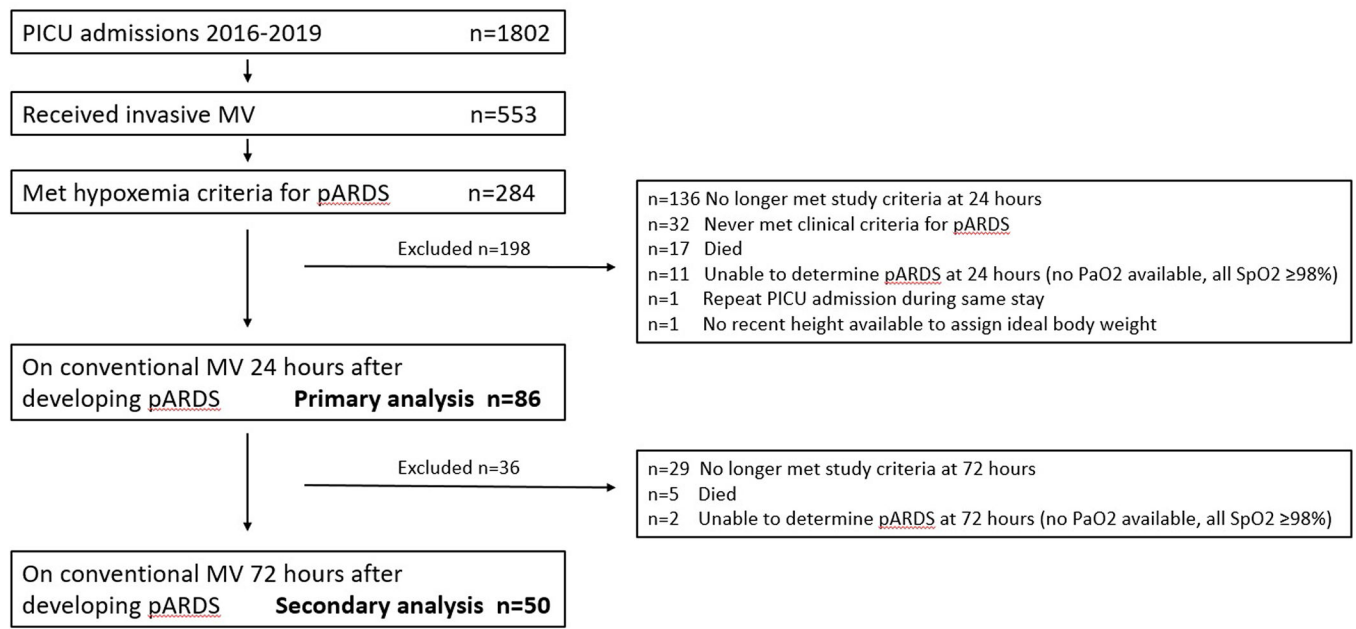 PICU admissions 2016-2019 n=1802
Received invasive MV n=553
Met hypoxemia criteria for pARDS n=284
Excluded n=198
n=136 No longer met study criteria at 24 hours
n=32 Never met clinical criteria for pARDS
n=17 Died
n=11 Unable to determine pARDS at 24 hours (no PaO2 available, all SpO2 ≥98%)
n=1 Repeat PICU admission during same stay
n=1 No recent height available to assign ideal body weight
On conventional MV 24 hours after
developing pARDS Primary analysis n=86
Excluded n=36
n=29 No longer met study criteria at 72 hours
n=5 Died
n=2 Unable to determine pARDS at 72 hours (no PaO2 available, all SpO2 ≥98%)
On conventional MV 72 hours after
developing pARDS Secondary analysis n=50